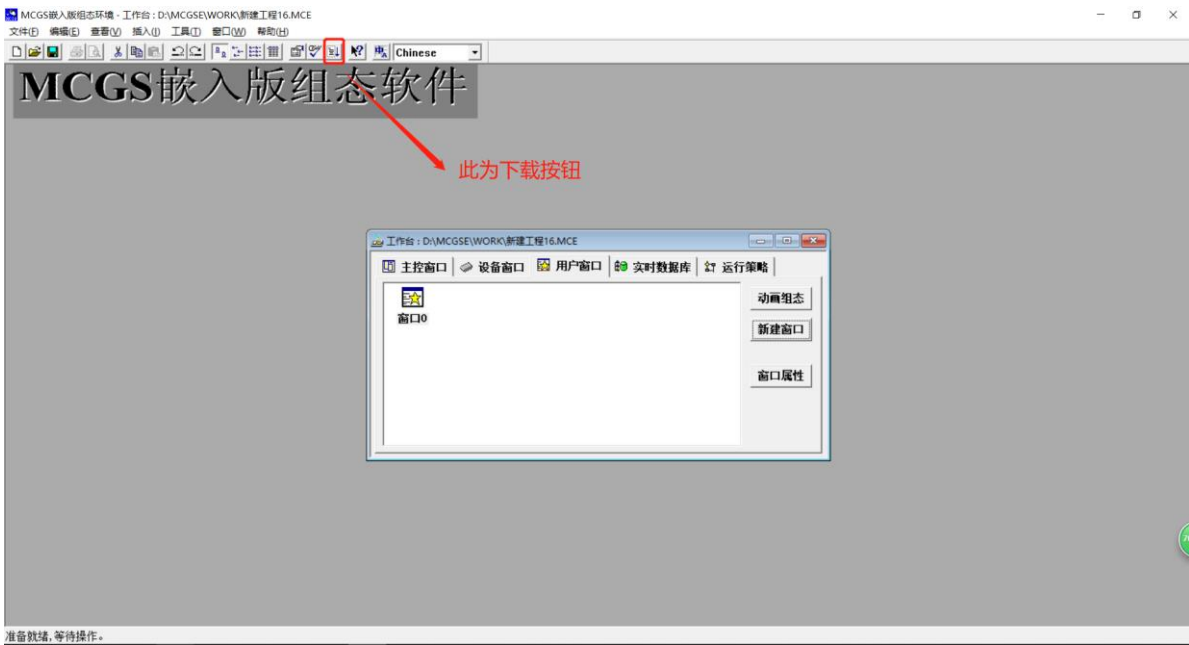 MCGS嵌入版组态环境 - 工作台 : D:\MCGSE\WORK\新建工程16.MCE
文件(F) 编辑(E) 查看(V) 插入(I) 工具(T) 窗口(W) 帮助(H)
Chinese
MCGS嵌入版组态软件
此为下载按钮
工作台 : D:\MCGSE\WORK\新建工程16.MCE
主控窗口 设备窗口 用户窗口 实时数据库 运行策略
窗口0
动画组态
新建窗口
窗口属性
准备就绪,等待操作。